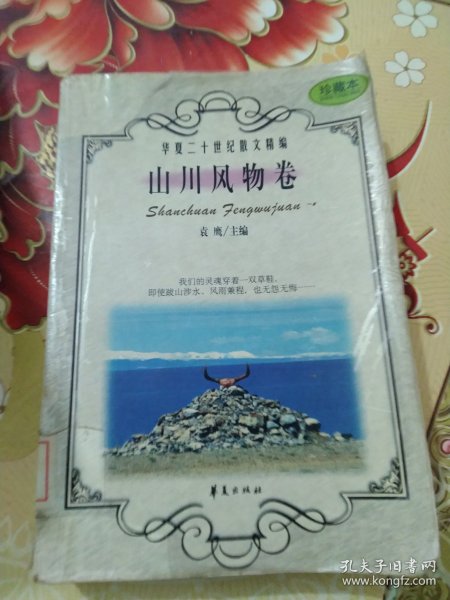 珍藏本
华夏二十世纪散文精编
山川风物卷
Shanchuan Fengwujuan
袁鹰/主编
我们的灵魂穿着一双草鞋,
即使跋山涉水、风雨兼程,也无怨无悔……
华夏出版社
孔夫子旧书网
www.kongfz.com